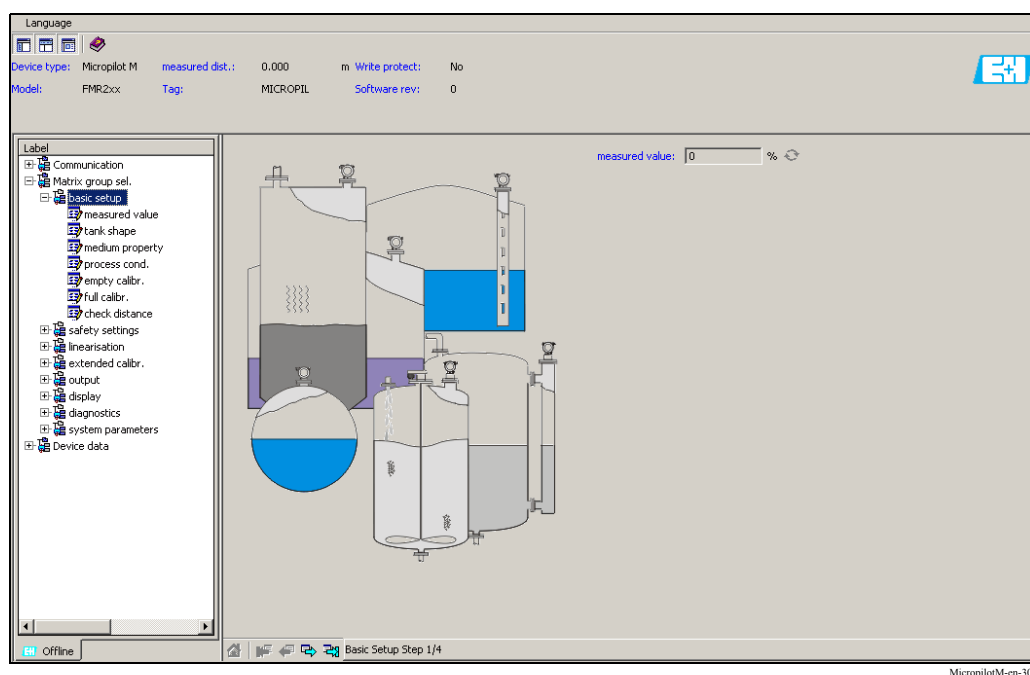 Language
Device type: Micropilot M measured dist.: 0.000 m Write protect: No
Model: FMR2xx Tag: MICROPIL Software rev: 0
E+H
Label
Communication
Matrix group sel.
basic setup
measured value
tank shape
medium property
process cond.
empty calibr.
full calibr.
check distance
safety settings
linearisation
extended calibr.
output
display
diagnostics
system parameters
Device data
measured value: 0 %
Offline
Basic Setup Step 1/4